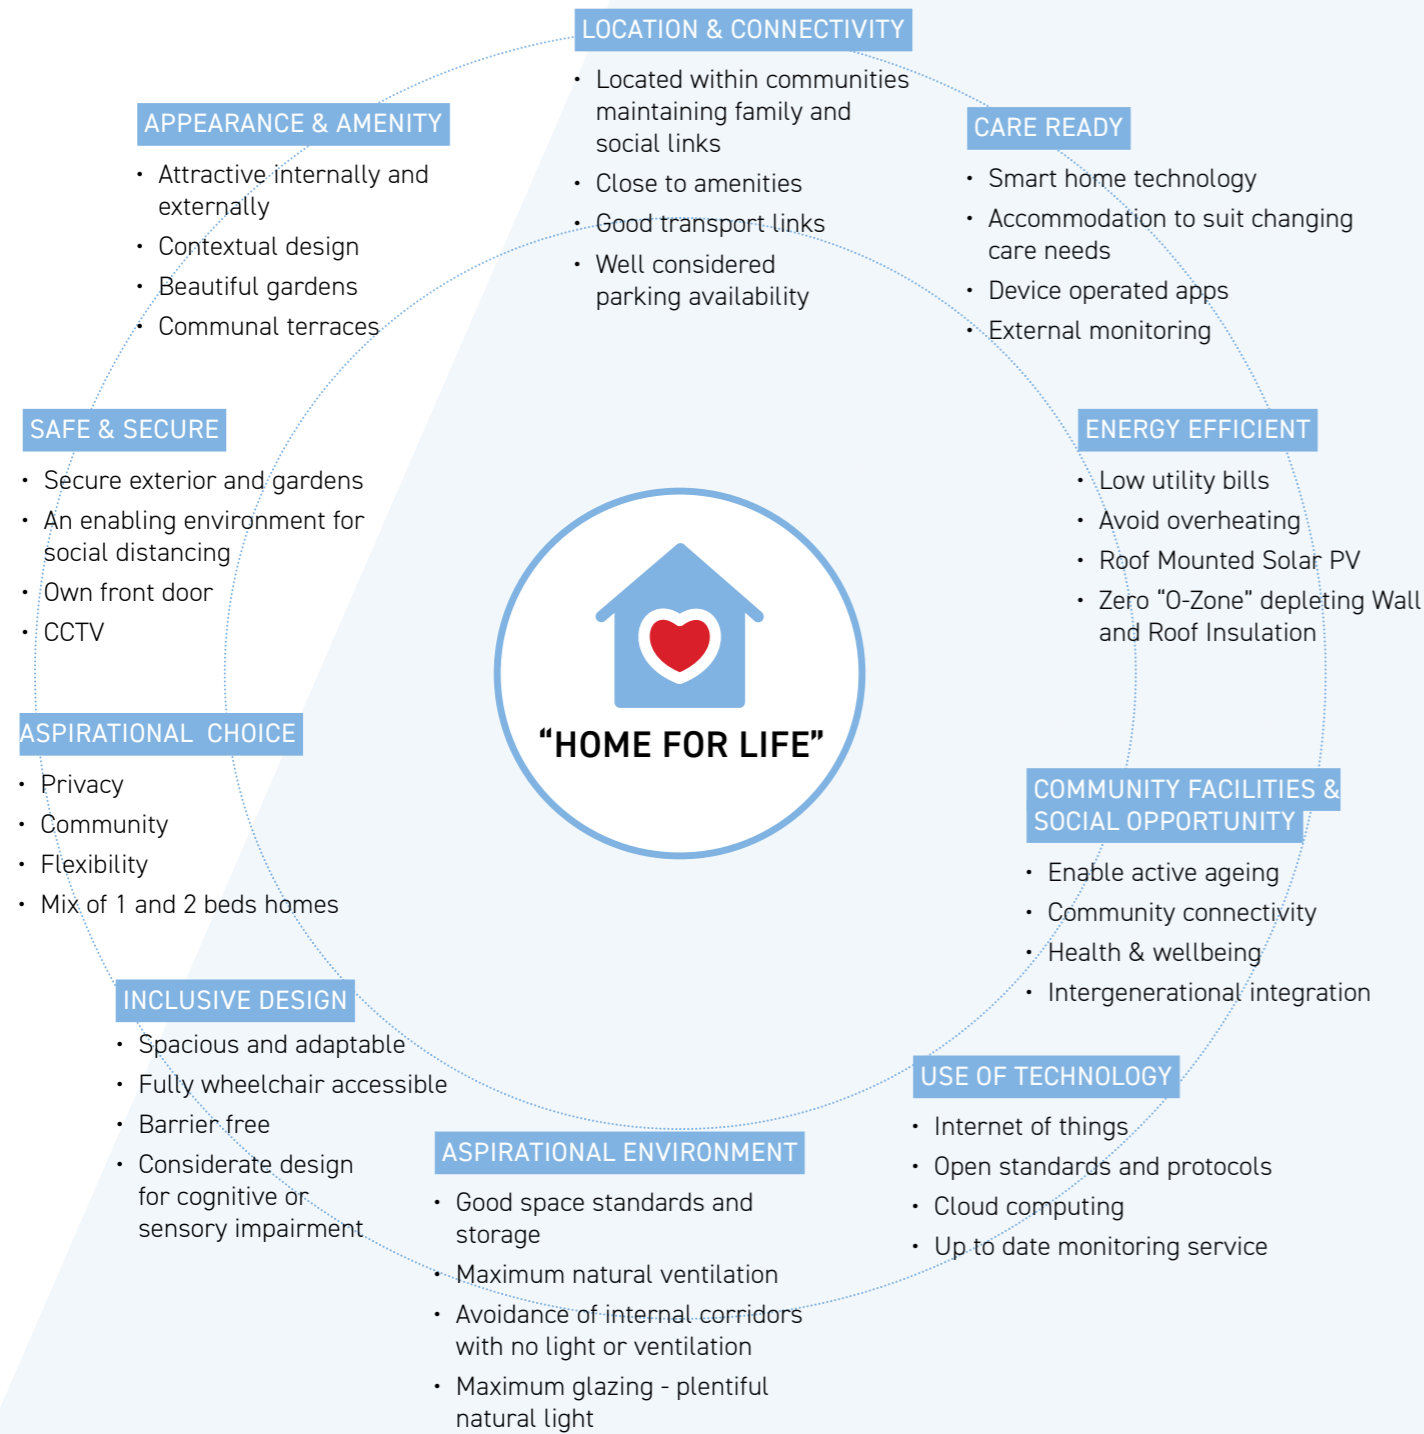 LOCATION & CONNECTIVITY
• Located within communities
maintaining family and
social links
• Close to amenities
• Good transport links
• Well considered
parking availability
CARE READY
• Smart home technology
• Accommodation to suit changing
care needs
• Device operated apps
• External monitoring
ENERGY EFFICIENT
• Low utility bills
• Avoid overheating
• Roof Mounted Solar PV
• Zero “O-Zone” depleting Wall
and Roof Insulation
COMMUNITY FACILITIES &
SOCIAL OPPORTUNITY
• Enable active ageing
• Community connectivity
• Health & wellbeing
• Intergenerational integration
USE OF TECHNOLOGY
• Internet of things
• Open standards and protocols
• Cloud computing
• Up to date monitoring service
ASPIRATIONAL ENVIRONMENT
• Good space standards and
storage
• Maximum natural ventilation
• Avoidance of internal corridors
with no light or ventilation
• Maximum glazing - plentiful
natural light
INCLUSIVE DESIGN
• Spacious and adaptable
• Fully wheelchair accessible
• Barrier free
• Considerate design
for cognitive or
sensory impairment
ASPIRATIONAL CHOICE
• Privacy
• Community
• Flexibility
• Mix of 1 and 2 beds homes
SAFE & SECURE
• Secure exterior and gardens
• An enabling environment for
social distancing
• Own front door
• CCTV
APPEARANCE & AMENITY
• Attractive internally and
externally
• Contextual design
• Beautiful gardens
• Communal terraces
“HOME FOR LIFE”